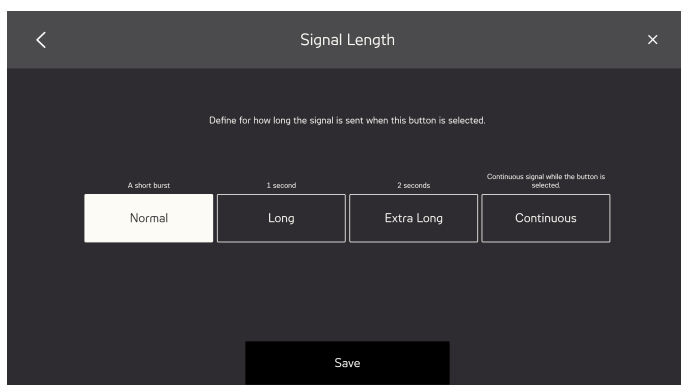 Signal Length
Define for how long the signal is sent when this button is selected.
A short burst
1 second
2 seconds
Continuous signal while the button is
selected.
Normal
Long
Extra Long
Continuous
Save